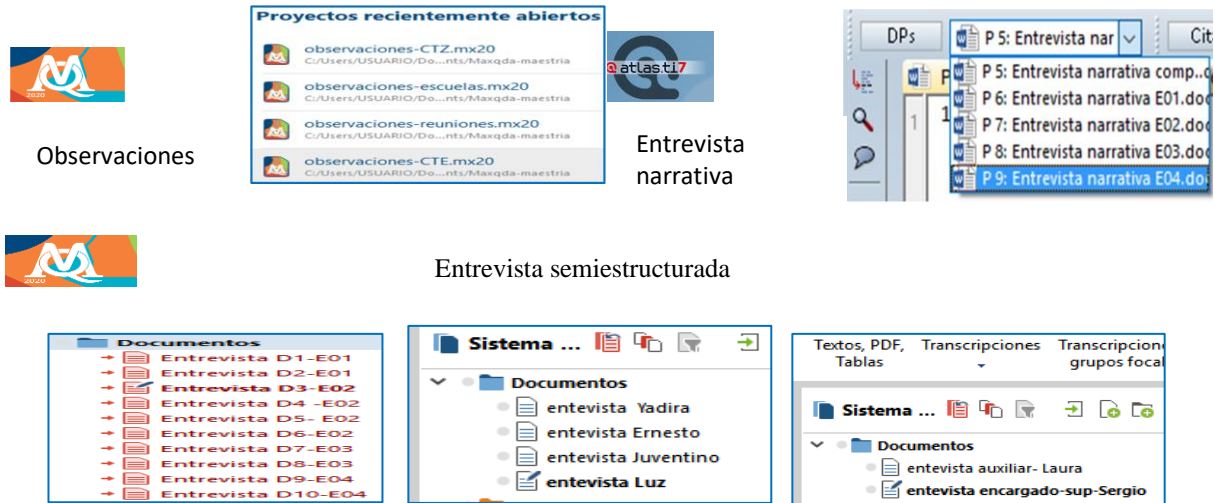 Proyectos recientemente abiertos
observaciones-CTZ.mx20
C:/Users/USUARIO/Do...nts/Maxqda-maestria
observaciones-escuelas.mx20
C:/Users/USUARIO/Do...nts/Maxqda-maestria
observaciones-reuniones.mx20
C:/Users/USUARIO/Do...nts/Maxqda-maestria
observaciones-CTE.mx20
C:/Users/USUARIO/Do...nts/Maxqda-maestria
2020
Observaciones
atlas.ti7
Entrevista
narrativa
DPs
P 5: Entrevista nar
Cit
P 5: Entrevista narrativa comp..d
P 6: Entrevista narrativa E01.doc
P 7: Entrevista narrativa E02.doc
P 8: Entrevista narrativa E03.doc
P 9: Entrevista narrativa E04.doc
P
1
1
2020
Entrevista semiestructurada
Documentos
Entrevista D1-E01
Entrevista D2-E01
Entrevista D3-E02
Entrevista D4 -E02
Entrevista D5- E02
Entrevista D6-E02
Entrevista D7-E03
Entrevista D8-E03
Entrevista D9-E04
Entrevista D10-E04
Sistema ...
Documentos
entevista Yadira
entevista Ernesto
entevista Juventino
entevista Luz
Textos, PDF,
Tablas
Transcripciones
Transcripcion
grupos focal
Sistema ...
Documentos
entevista auxiliar- Laura
entevista encargado-sup-Sergio